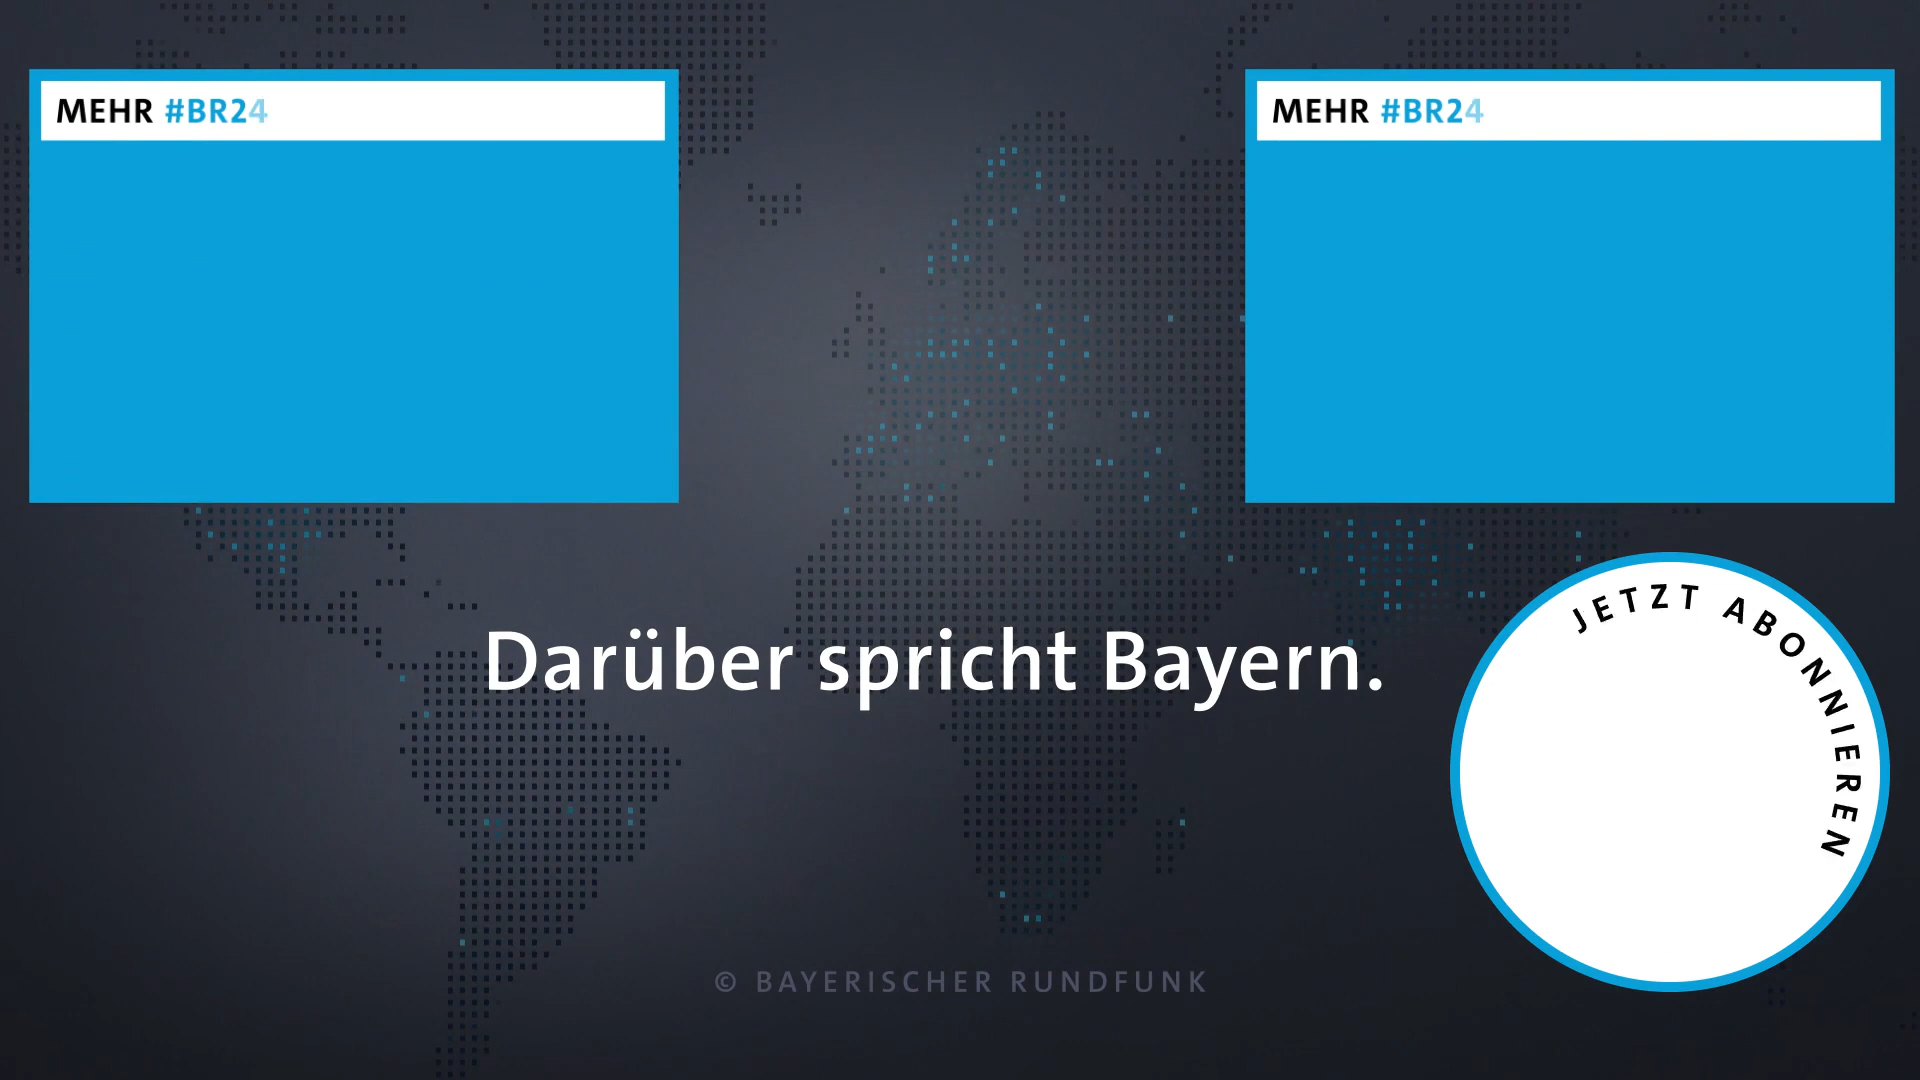 MEHR #BR24
MEHR #BR24
JETZT ABONNIEREN
Darüber spricht Bayern.
© BAYERISCHER RUNDFUNK